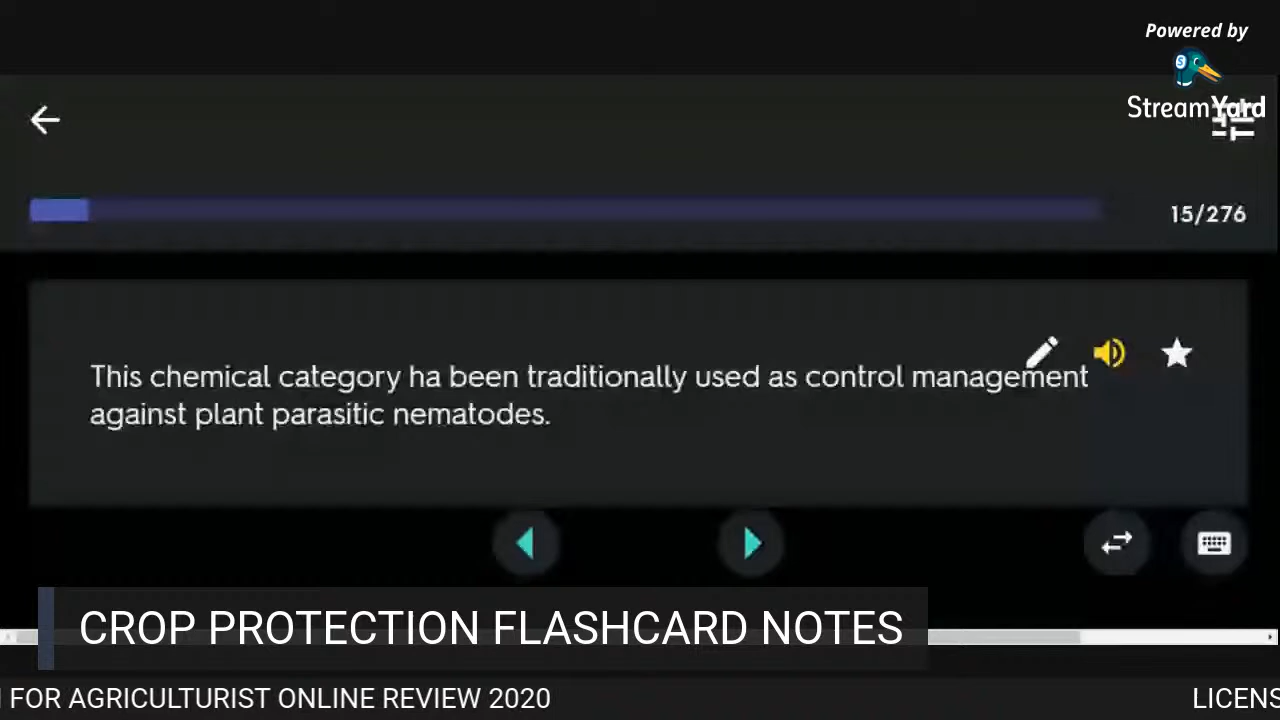 Powered by
StreamYard
15/276
This chemical category ha been traditionally used as control management
against plant parasitic nematodes.
CROP PROTECTION FLASHCARD NOTES
FOR AGRICULTURIST ONLINE REVIEW 2020